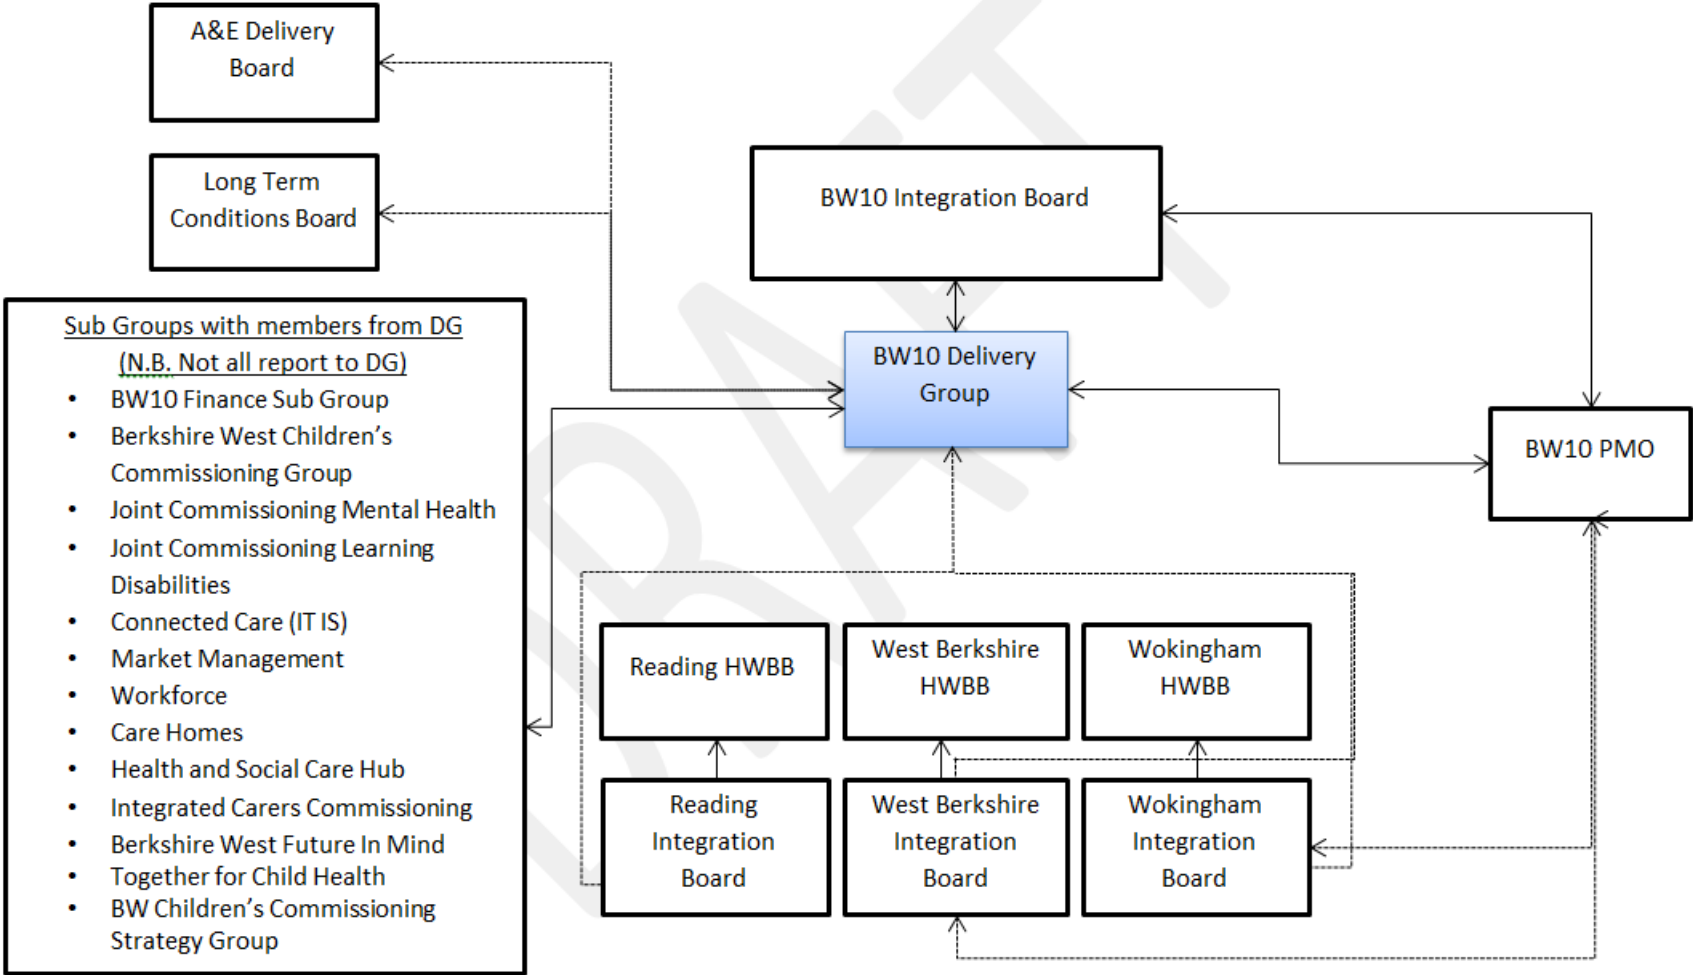 A&E Delivery
Board
Long Term
Conditions Board
BW10 Integration Board
Sub Groups with members from DG
(N.B. Not all report to DG)
• BW10 Finance Sub Group
• Berkshire West Children’s
Commissioning Group
• Joint Commissioning Mental Health
• Joint Commissioning Learning
Disabilities
• Connected Care (IT IS)
• Market Management
• Workforce
• Care Homes
• Health and Social Care Hub
• Integrated Carers Commissioning
• Berkshire West Future In Mind
• Together for Child Health
• BW Children’s Commissioning
Strategy Group
BW10 Delivery
Group
BW10 PMO
Reading HWBB
West Berkshire
HWBB
Wokingham
HWBB
Reading
Integration
Board
West Berkshire
Integration
Board
Wokingham
Integration
Board
DRAFT